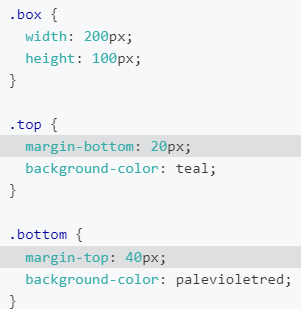 .box {
  width: 200px;
  height: 100px;
}

.top {
  margin-bottom: 20px;
  background-color: teal;
}

.bottom {
  margin-top: 40px;
  background-color: palevioletred;
}